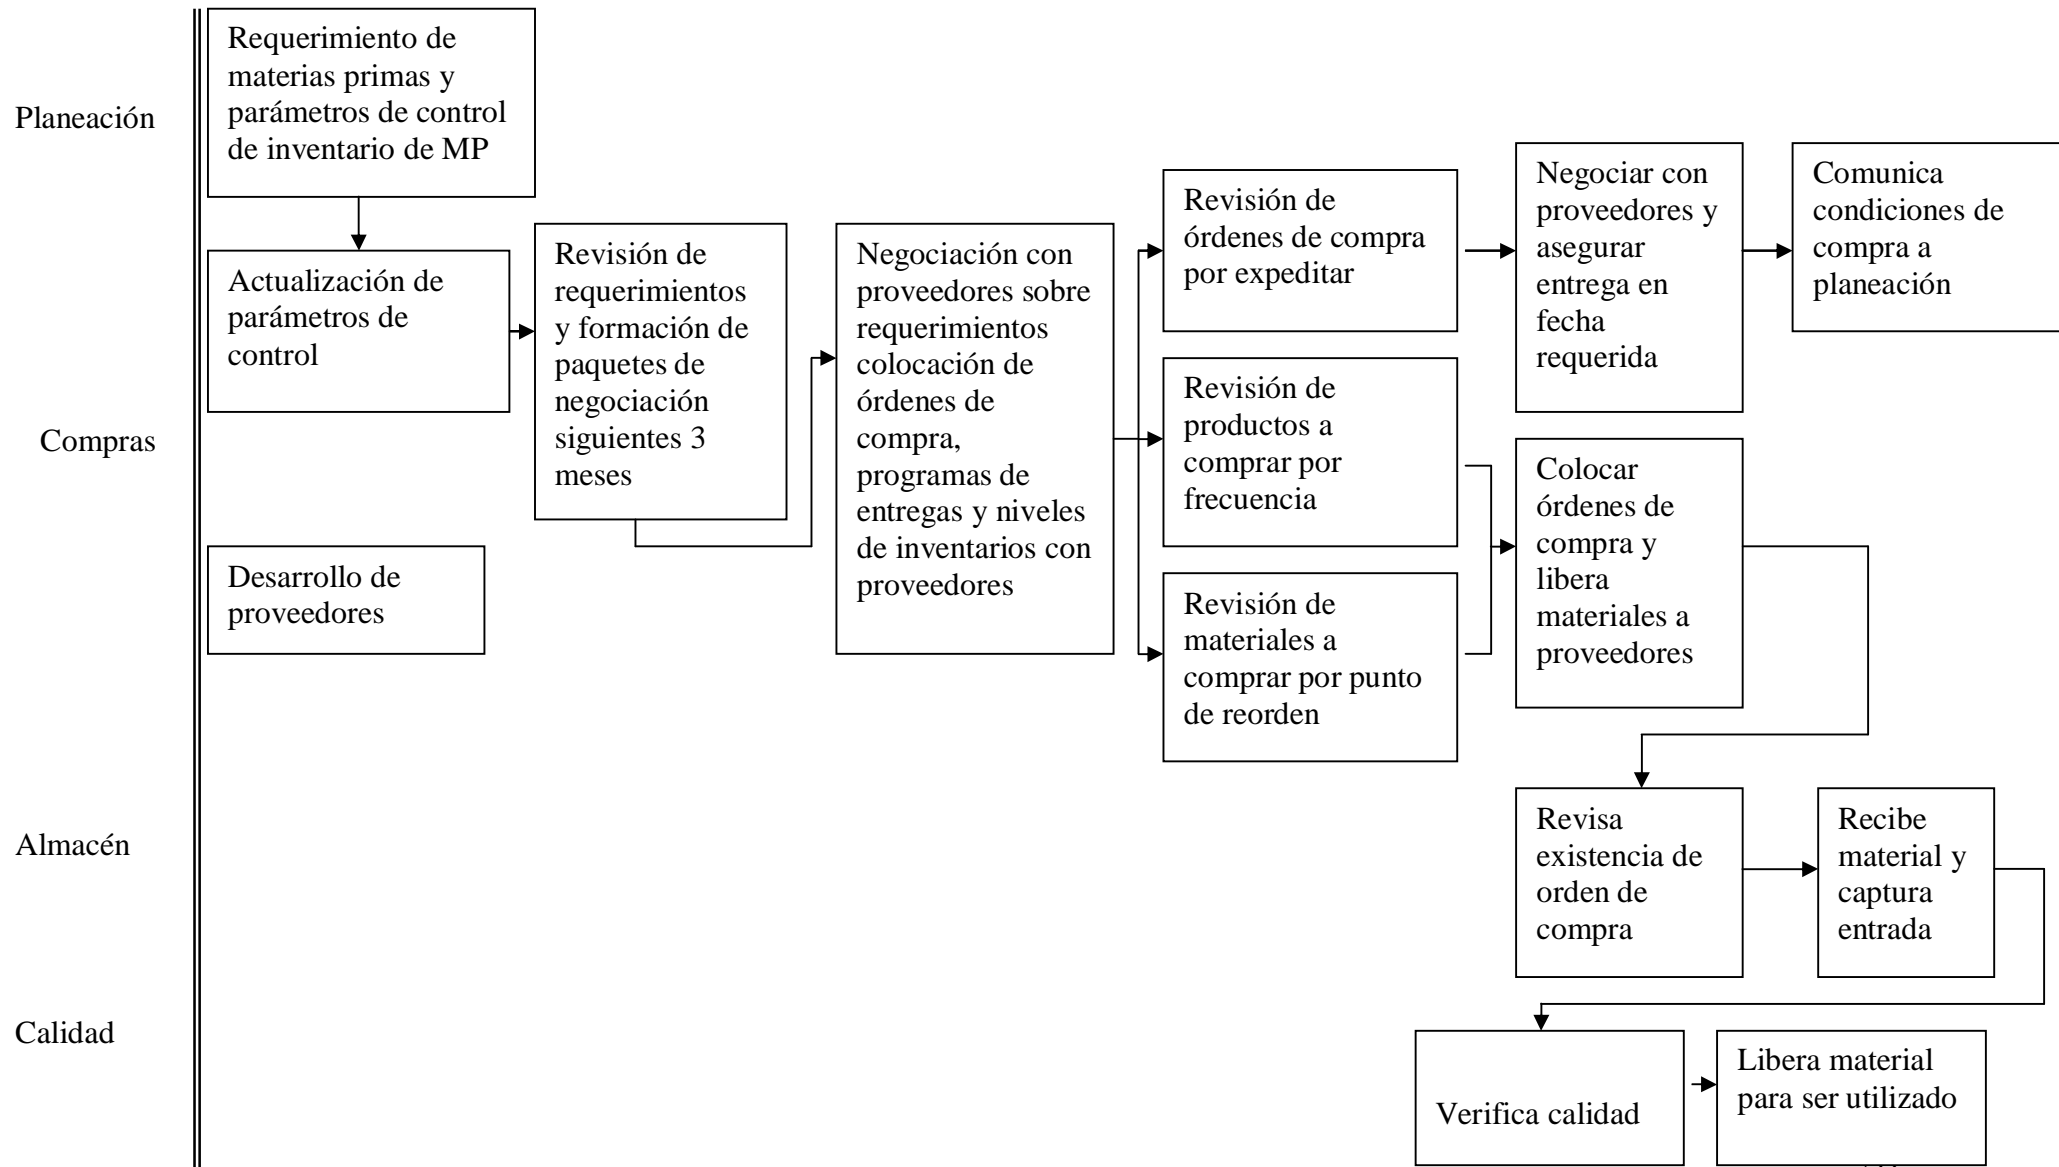 Planeación
Requerimiento de
materias primas y
parámetros de control
de inventario de MP
Compras
Actualización de
parámetros de
control
Desarrollo de
proveedores
Revisión de
requerimientos
y formación de
paquetes de
negociación
siguientes 3
meses
Negociación con
proveedores sobre
requerimientos
colocación de
órdenes de
compra,
programas de
entregas y niveles
de inventarios con
proveedores
Revisión de
órdenes de compra
por expeditar
Revisión de
productos a
comprar por
frecuencia
Revisión de
materiales a
comprar por punto
de reorden
Negociar con
proveedores y
asegurar
entrega en
fecha
requerida
Comunica
condiciones de
compra a
planeación
Colocar
órdenes de
compra y
libera
materiales a
proveedores
Almacén
Revisa
existencia de
orden de
compra
Recibe
material y
captura
entrada
Calidad
Verifica calidad
Libera material
para ser utilizado